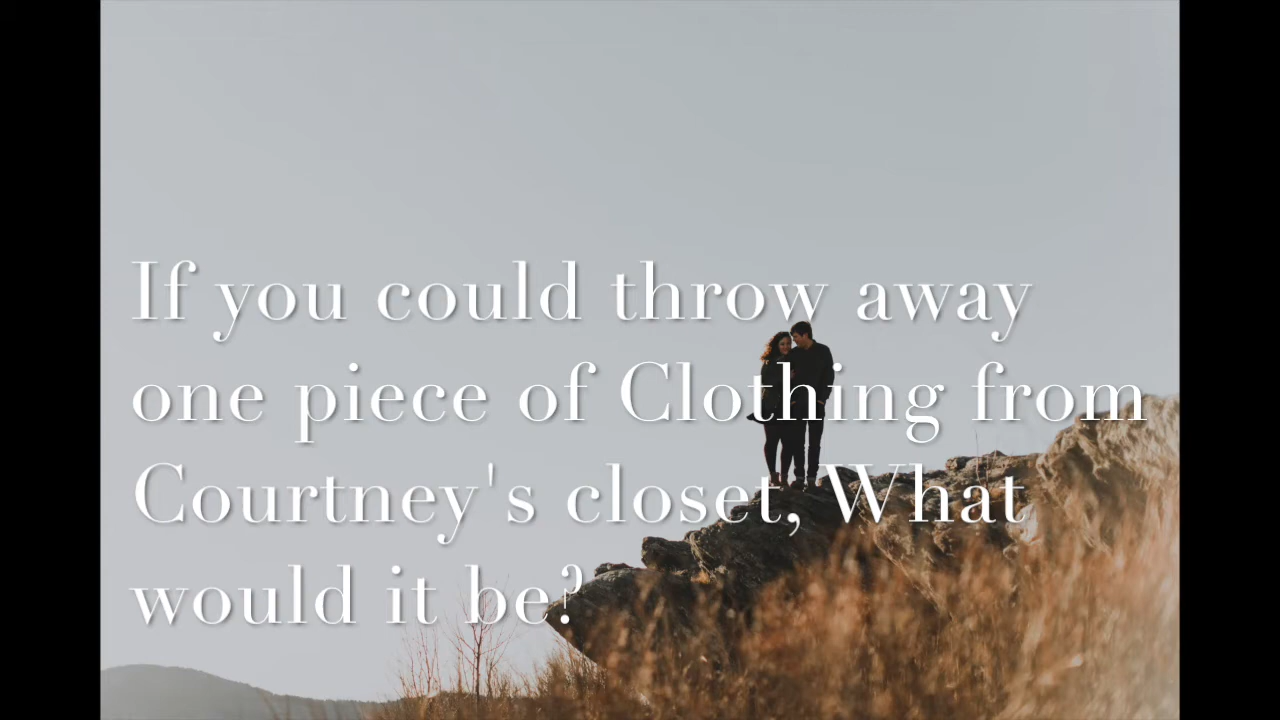 If you could throw away
one piece of Clothing from
Courtney's closet, What
would it be?